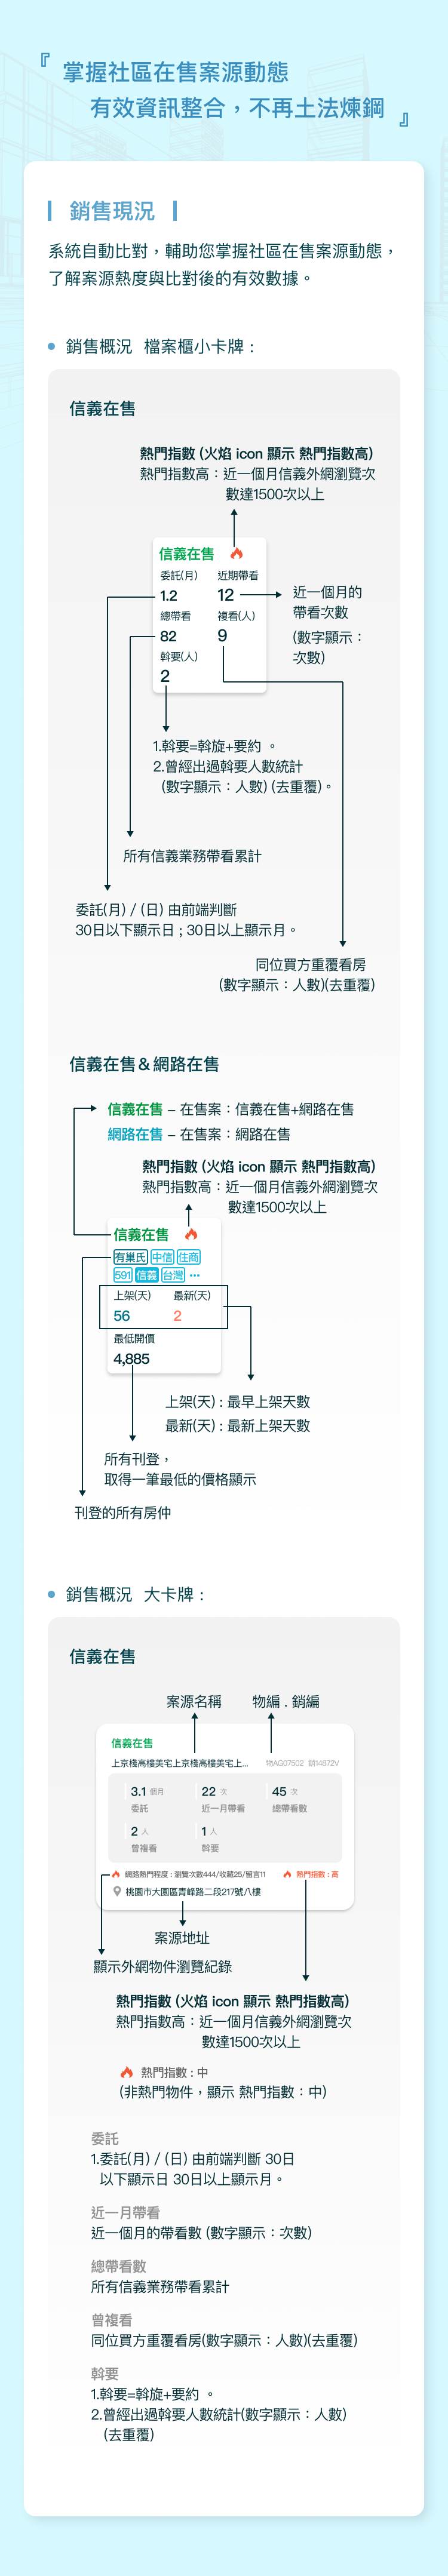 『 掌握社區在售案源動態
有效資訊整合，不再土法煉鋼 』
銷售現況
系統自動比對，輔助您掌握社區在售案源動態，
了解案源熱度與比對後的有效數據。
銷售概況 檔案櫃小卡牌：
信義在售
熱門指數 (火焰 icon 顯示 熱門指數高)
熱門指數高：近一個月信義外網瀏覽次
數達1500次以上
信義在售
委託(月) 近期帶看
1.2 12
總帶看 複看(人)
82 9
斡要(人)
2
近一個月的
帶看次數
(數字顯示：
次數)
1.斡要=斡旋+要約 。
2.曾經出過斡要人數統計
(數字顯示：人數) (去重覆)。
所有信義業務帶看累計
委託(月) / (日) 由前端判斷
30日以下顯示日；30日以上顯示月。
同位買方重覆看房
(數字顯示：人數)(去重覆)
信義在售＆網路在售
信義在售 – 在售案：信義在售+網路在售
網路在售 – 在售案：網路在售
熱門指數 (火焰 icon 顯示 熱門指數高)
熱門指數高：近一個月信義外網瀏覽次
數達1500次以上
信義在售
有巢氏 中信 住商
591 信義 台灣 ...
上架(天) 最新(天)
56 2
最低開價
4,885
上架(天)：最早上架天數
最新(天)：最新上架天數
所有刊登，
取得一筆最低的價格顯示
刊登的所有房仲
銷售概況 大卡牌：
信義在售
案源名稱 物編 . 銷編
信義在售
上京棧高樓美宅上京棧高樓美宅上... 物AG07502 銷14872V
3.1 個月 22 次 45 次
委託 近一月帶看 總帶看數
2 人 1 人
曾複看 斡要
網路熱門程度：瀏覽次數444/收藏25/留言11 熱門指數：高
桃園市大園區青峰路二段217號八樓
案源地址
顯示外網物件瀏覽紀錄
熱門指數 (火焰 icon 顯示 熱門指數高)
熱門指數高：近一個月信義外網瀏覽次
數達1500次以上
熱門指數：中
(非熱門物件，顯示 熱門指數：中)
委託
1.委託(月) / (日) 由前端判斷 30日
以下顯示日 30日以上顯示月。
近一月帶看
近一個月的帶看數 (數字顯示：次數)
總帶看數
所有信義業務帶看累計
曾複看
同位買方重覆看房(數字顯示：人數)(去重覆)
斡要
1.斡要=斡旋+要約 。
2.曾經出過斡要人數統計(數字顯示：人數)
(去重覆)